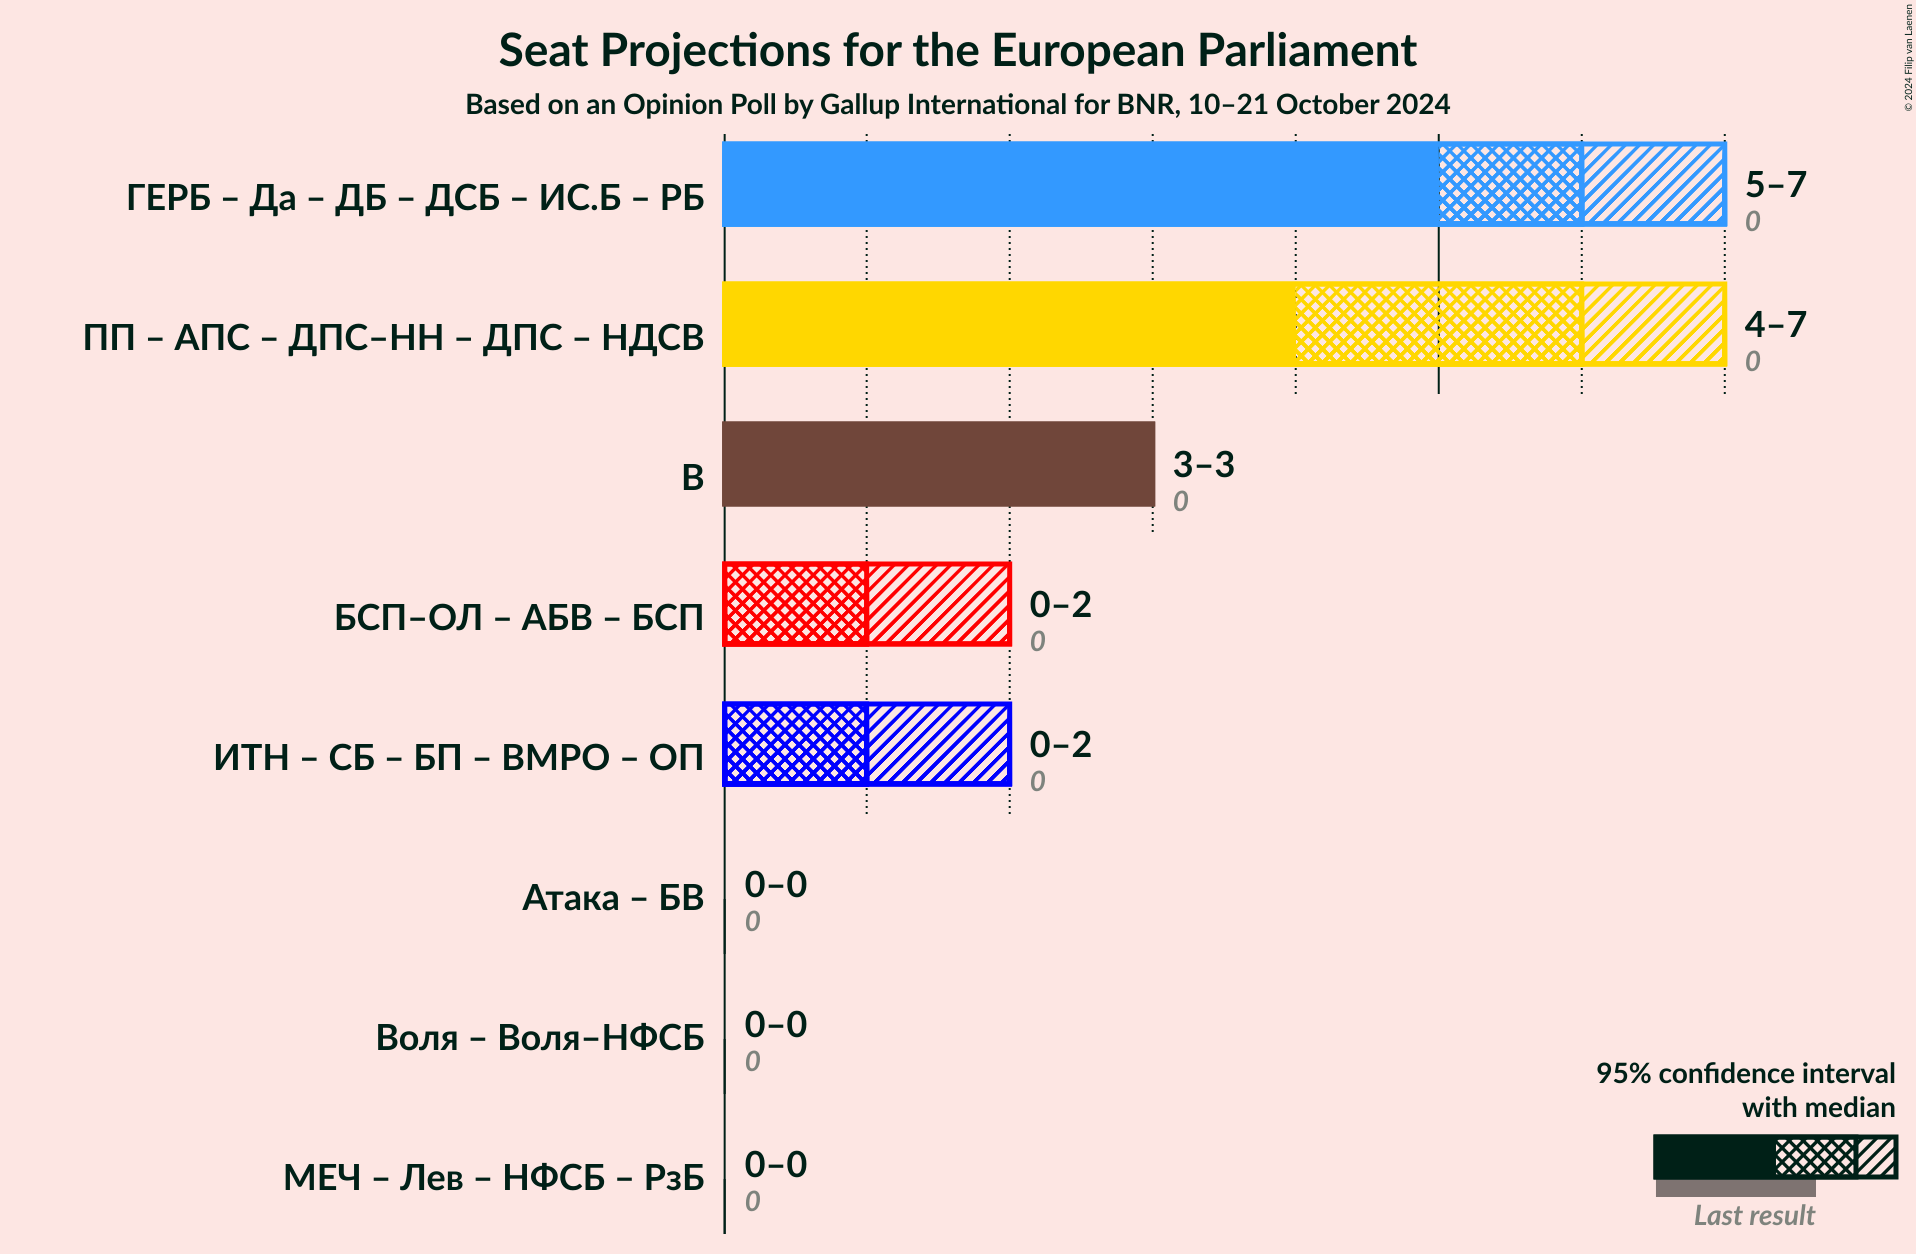 Seat Projections for the European Parliament
Based on an Opinion Poll by Gallup International for BNR, 10–21 October 2024
© 2024 Filip van Laenen
ГЕРБ – Да – ДБ – ДСБ – ИС.Б – РБ
5–7
0
ПП – АПС – ДПС–НН – ДПС – НДСВ
4–7
0
В
3–3
0
БСП–ОЛ – АБВ – БСП
0–2
0
ИТН – СБ – БП – ВМРО – ОП
0–2
0
Атака – БВ
0–0
0
Воля – Воля–НФСБ
0–0
0
МЕЧ – Лев – НФСБ – РзБ
0–0
0
95% confidence interval
with median
Last result